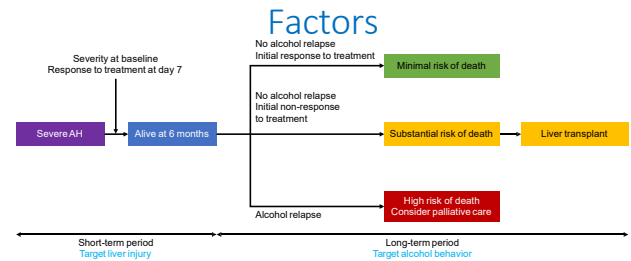 Factors
Severity at baseline
Response to treatment at day 7
No alcohol relapse
Initial response to treatment
Minimal risk of death
No alcohol relapse
Initial non-response
to treatment
Severe AH
Alive at 6 months
Substantial risk of death
Liver transplant
Alcohol relapse
High risk of death
Consider palliative care
Short-term period
Target liver injury
Long-term period
Target alcohol behavior